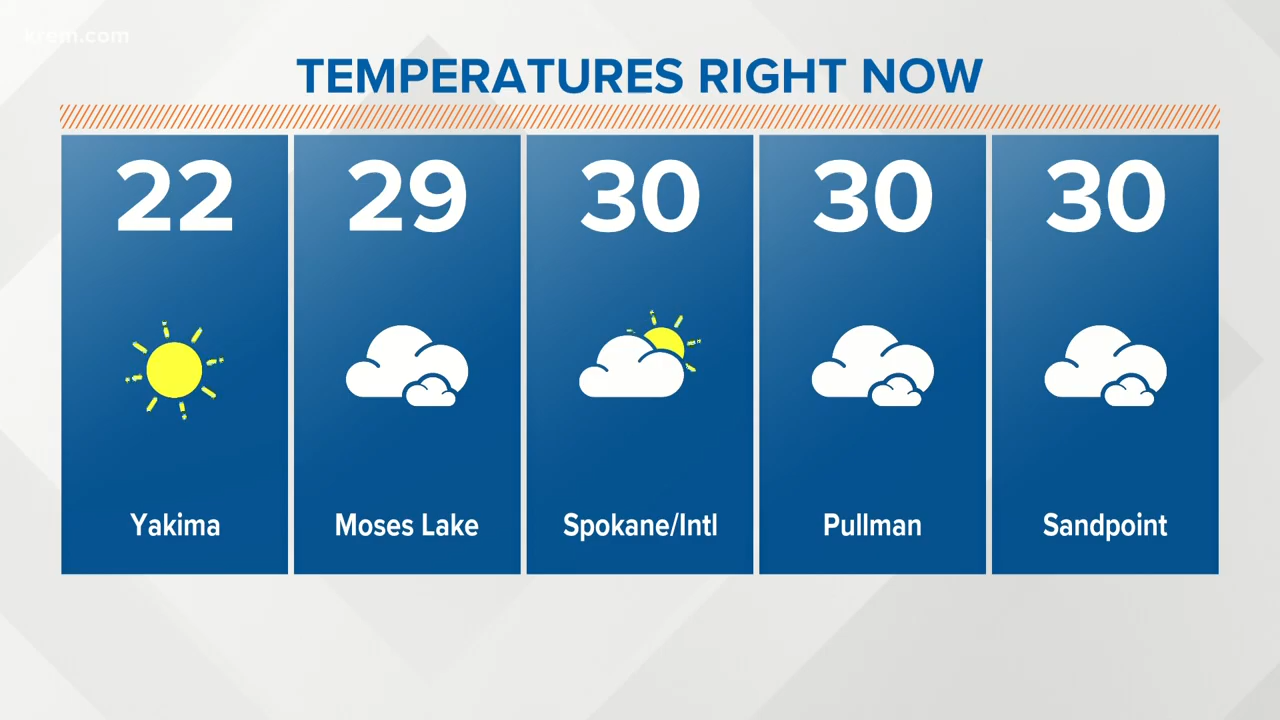 krem.com
TEMPERATURES RIGHT NOW
22 29 30 30 30
Yakima Moses Lake Spokane/Intl Pullman Sandpoint